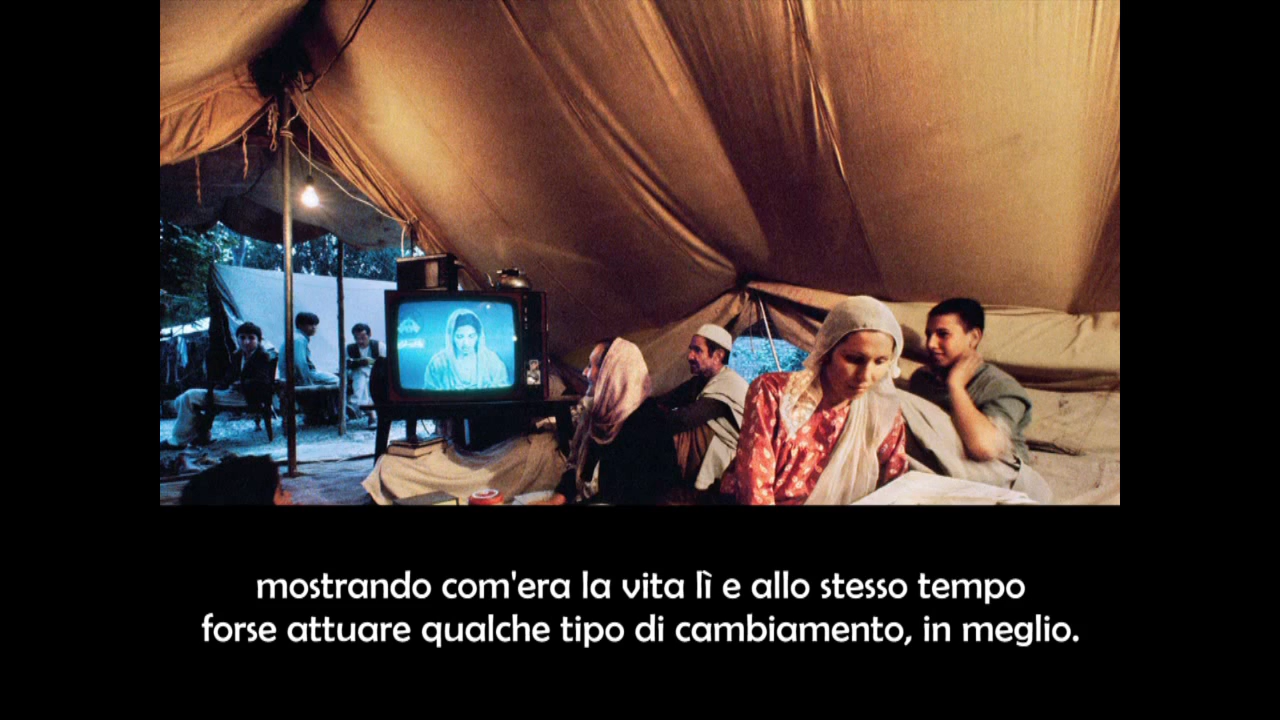 mostrando com'era la vita lì e allo stesso tempo
forse attuare qualche tipo di cambiamento, in meglio.